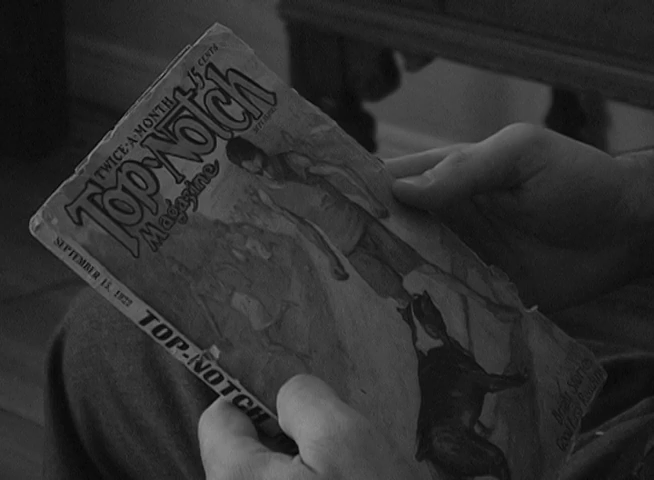 TWICE-A-MONTH 15 CENTS
Top-Notch
Magazine
SEPTEMBER 15, 1922
TOP-NOTCH